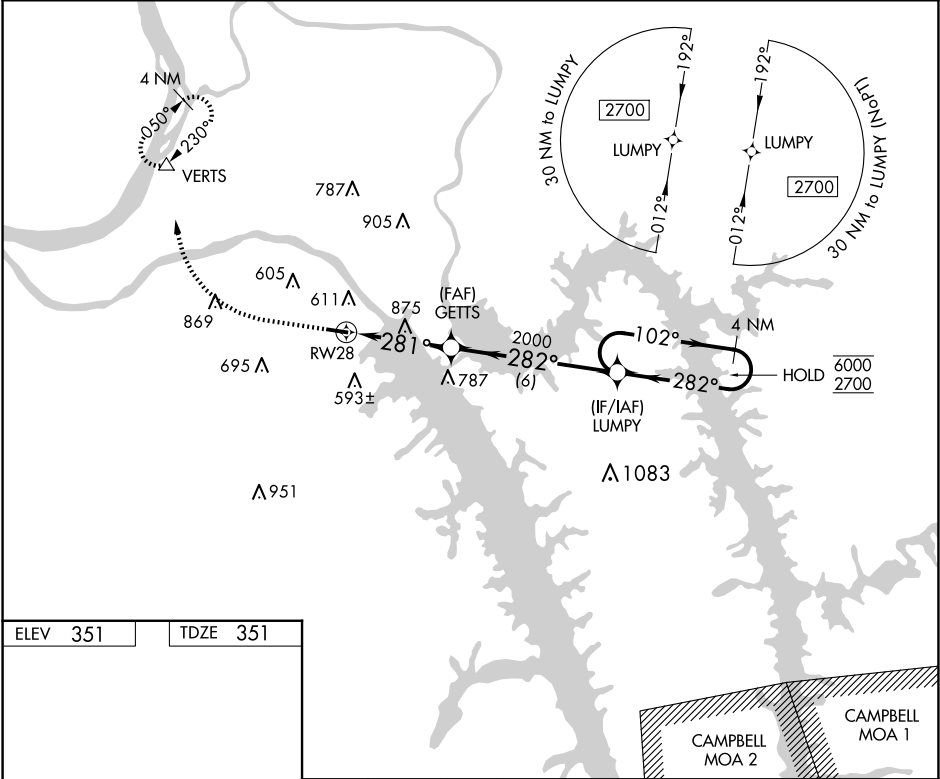 4 NM
050°
230°
VERTS
787
905
605
611
869
RW28
695
593±
951
875
(FAF)
GETTS
281°
787
2000
282°
(6)
102°
4 NM
282°
HOLD
6000
2700
(IF/IAF)
LUMPY
1083
30 NM to LUMPY
2700
192°
LUMPY
012°
192°
LUMPY
2700
012°
30 NM to LUMPY (NoPT)
ELEV 351
TDZE 351
CAMPBELL
MOA 2
CAMPBELL
MOA 1